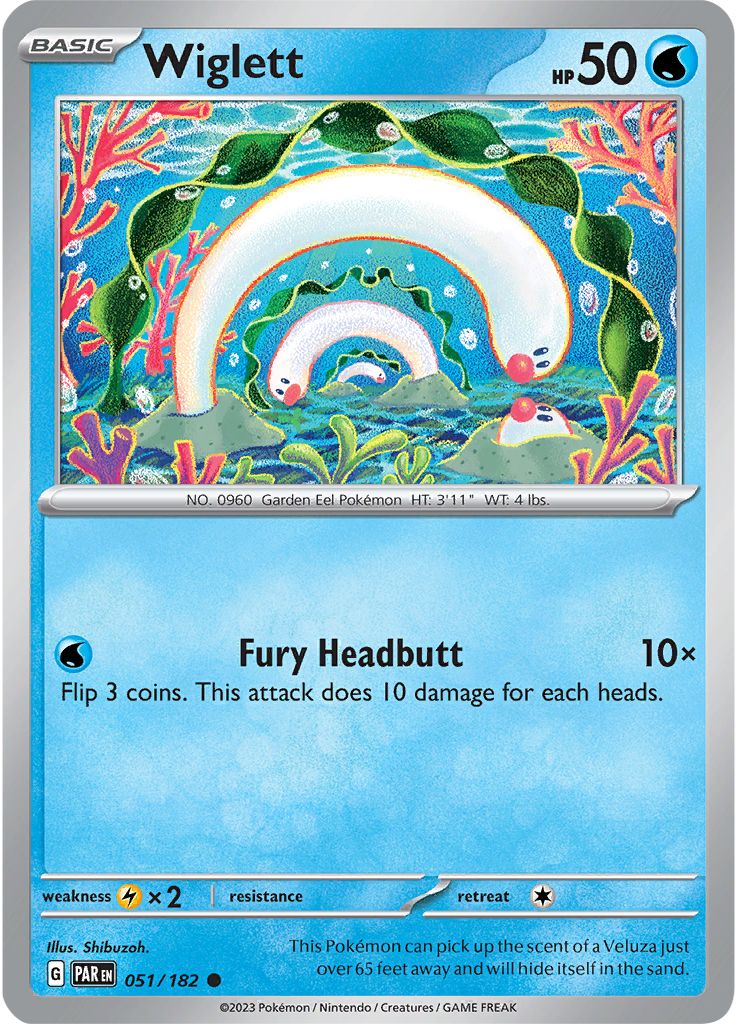 BASIC
Wiglett
HP 50
NO. 0960 Garden Eel Pokémon HT: 3'11" WT: 4 lbs.
Fury Headbutt 10×
Flip 3 coins. This attack does 10 damage for each heads.
weakness ×2 resistance retreat
Illus. Shibuzoh.
This Pokémon can pick up the scent of a Veluza just
over 65 feet away and will hide itself in the sand.
G PAR EN 051/182
©2023 Pokémon / Nintendo / Creatures / GAME FREAK